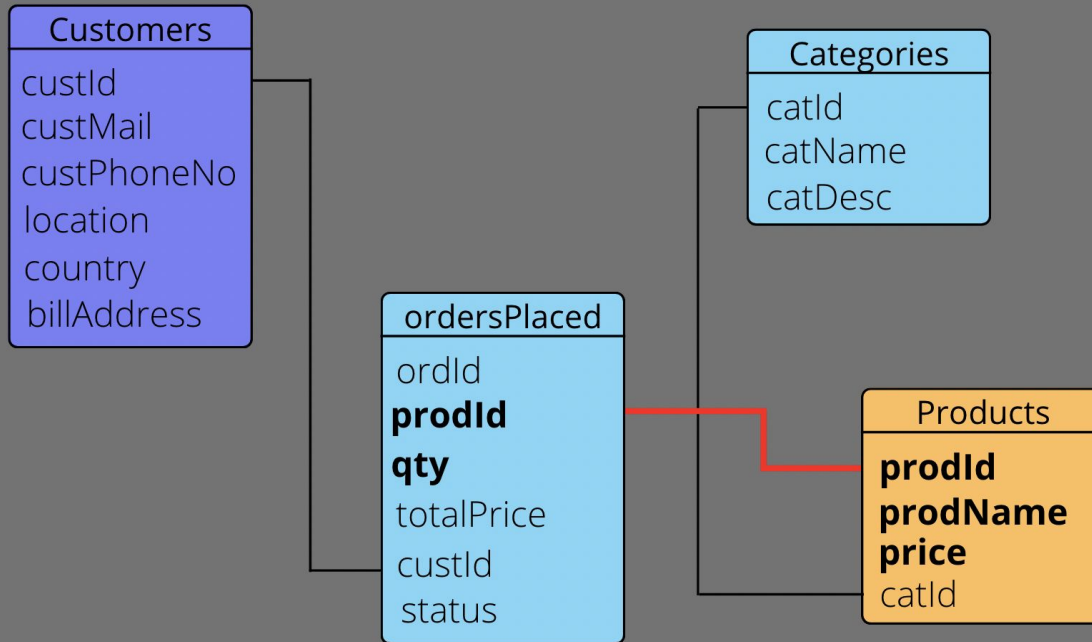 Customers
custId
custMail
custPhoneNo
location
country
billAddress
Categories
catId
catName
catDesc
ordersPlaced
ordId
prodId
qty
totalPrice
custId
status
Products
prodId
prodName
price
catId